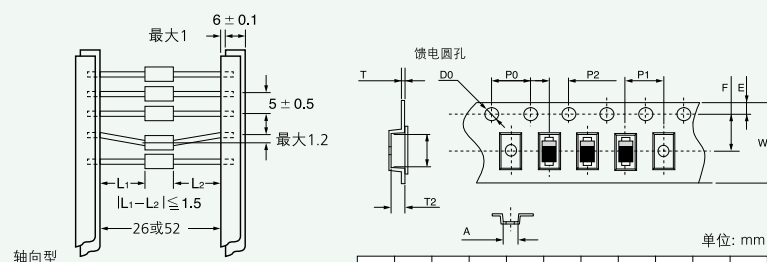 6 ± 0.1
最大1
5 ± 0.5
最大1.2
L₁
L₂
|L₁−L₂| ≦ 1.5
26或52
轴向型
馈电圆孔
T
D0
P0
P2
P1
F
E
W
T2
A
单位: mm